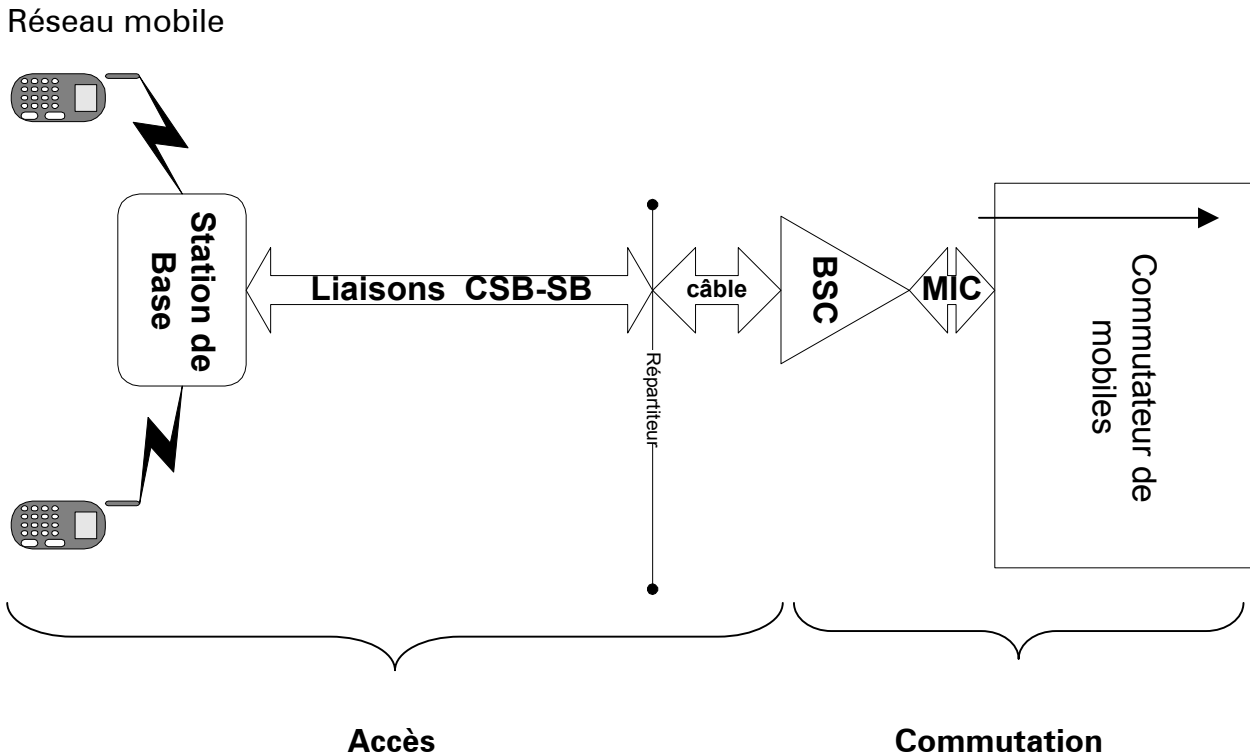 Réseau mobile
Station de
Base
Liaisons CSB-SB
câble
BSC
MIC
Répartiteur
Commutateur de
mobiles
Accès
Commutation